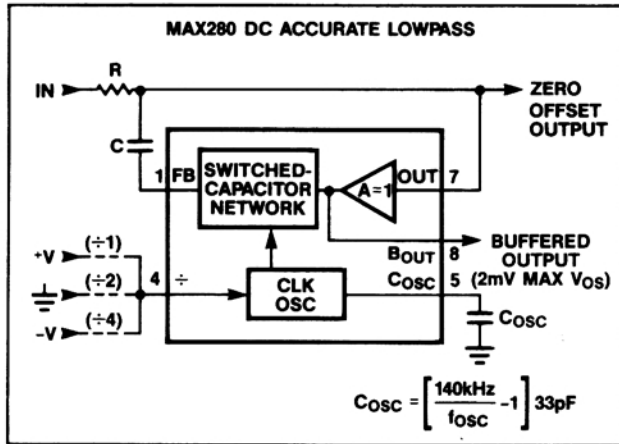 MAX280 DC ACCURATE LOWPASS
R
IN
ZERO
OFFSET
OUTPUT
C
1 FB
SWITCHED-
CAPACITOR
NETWORK
A=1
OUT 7
+V (÷1)
(÷2)
-V (÷4)
4 ÷
CLK
OSC
BOUT 8
BUFFERED
OUTPUT
(2mV MAX VOS)
COSC 5
COSC
COSC = [140kHz/fOSC -1] 33pF